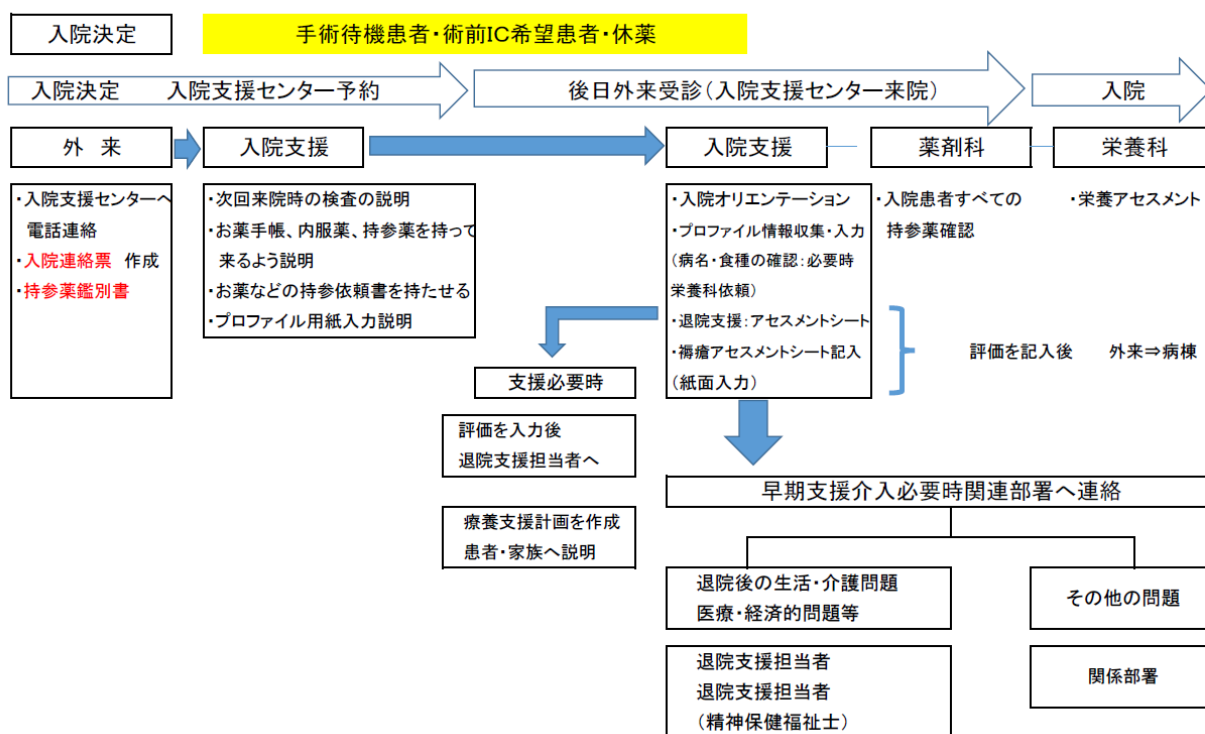 入院決定
手術待機患者・術前IC希望患者・休薬
入院決定　　入院支援センター予約
後日外来受診（入院支援センター来院）
入院
外　来
入院支援
入院支援
薬剤科
栄養科
・入院支援センターへ
電話連絡
・入院連絡票　作成
・持参薬鑑別書
・次回来院時の検査の説明
・お薬手帳、内服薬、持参薬を持って
来るよう説明
・お薬などの持参依頼書を持たせる
・プロファイル用紙入力説明
・入院オリエンテーション
・プロファイル情報収集・入力
（病名・食種の確認：必要時
栄養科依頼）
・退院支援：アセスメントシート
・褥瘡アセスメントシート記入
（紙面入力）
・入院患者すべての
持参薬確認
・栄養アセスメント
評価を記入後　　外来⇒病棟
支援必要時
評価を入力後
退院支援担当者へ
療養支援計画を作成
患者・家族へ説明
早期支援介入必要時関連部署へ連絡
退院後の生活・介護問題
医療・経済的問題等
その他の問題
退院支援担当者
退院支援担当者
（精神保健福祉士）
関係部署